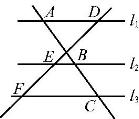 A D l₁
E B l₂
F C l₃